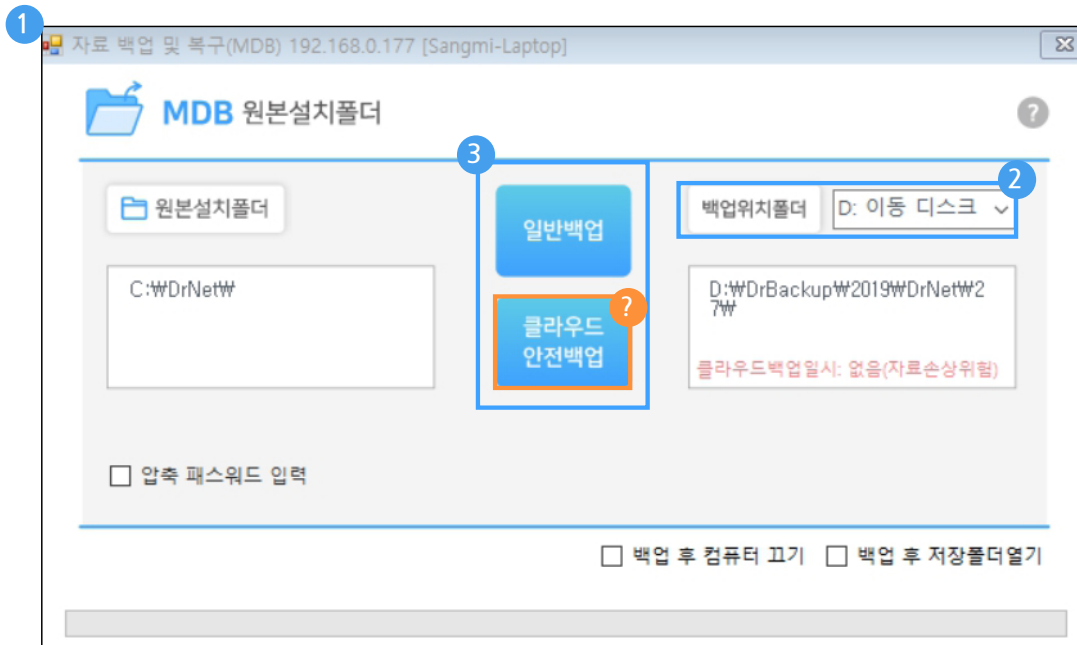 1
자료 백업 및 복구(MDB) 192.168.0.177 [Sangmi-Laptop]
MDB 원본설치폴더
?
3
2
원본설치폴더
일반백업
백업위치폴더
D: 이동 디스크
C:₩DrNet₩
D:₩DrBackup₩2019₩DrNet₩2
7₩
?
클라우드
안전백업
클라우드백업일시: 없음(자료손상위험)
압축 패스워드 입력
백업 후 컴퓨터 끄기
백업 후 저장폴더열기